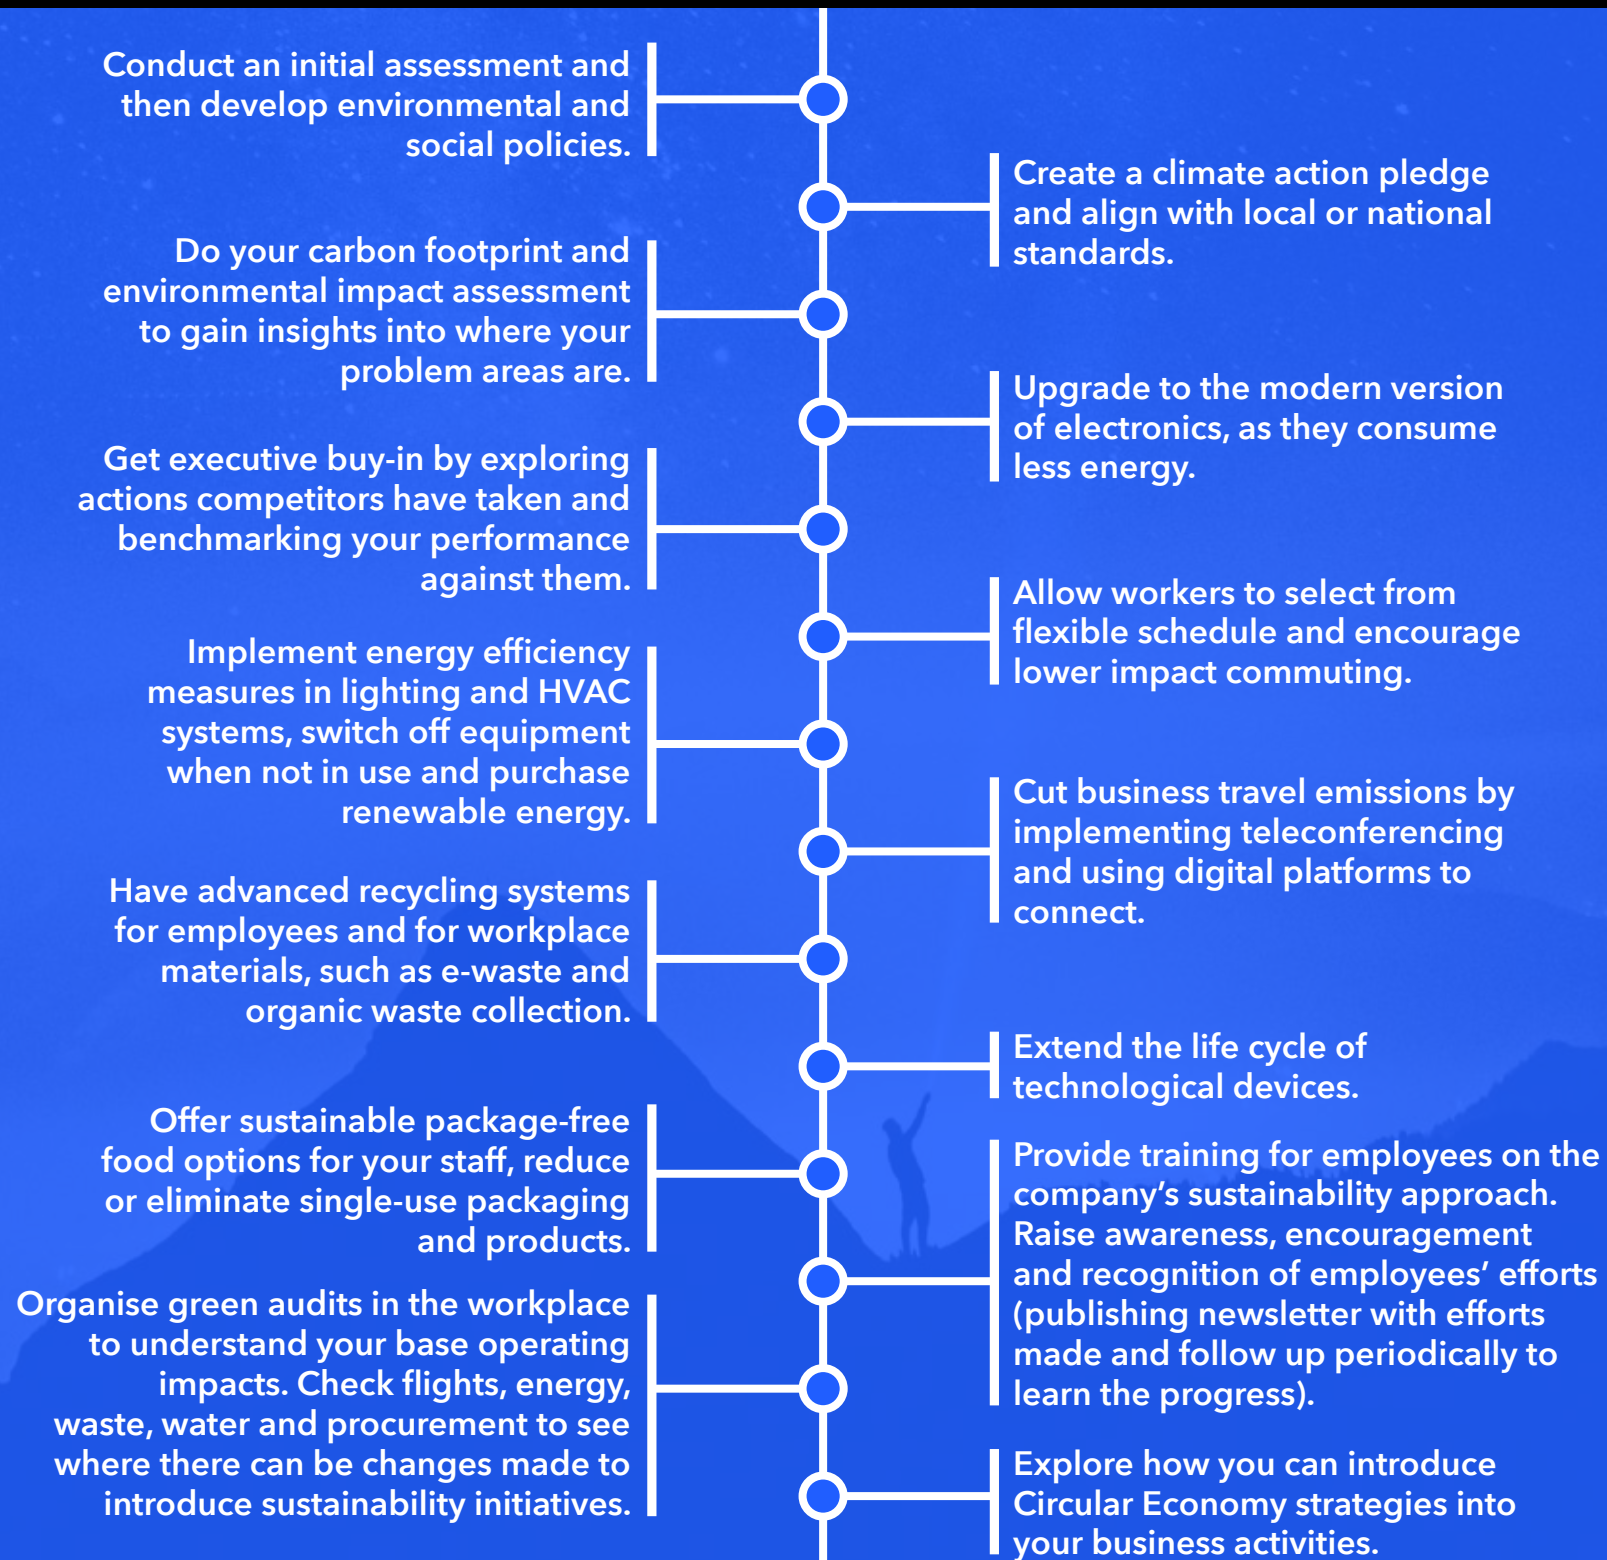 Conduct an initial assessment and
then develop environmental and
social policies.
Create a climate action pledge
and align with local or national
standards.
Do your carbon footprint and
environmental impact assessment
to gain insights into where your
problem areas are.
Upgrade to the modern version
of electronics, as they consume
less energy.
Get executive buy-in by exploring
actions competitors have taken and
benchmarking your performance
against them.
Allow workers to select from
flexible schedule and encourage
lower impact commuting.
Implement energy efficiency
measures in lighting and HVAC
systems, switch off equipment
when not in use and purchase
renewable energy.
Cut business travel emissions by
implementing teleconferencing
and using digital platforms to
connect.
Have advanced recycling systems
for employees and for workplace
materials, such as e-waste and
organic waste collection.
Extend the life cycle of
technological devices.
Offer sustainable package-free
food options for your staff, reduce
or eliminate single-use packaging
and products.
Provide training for employees on the
company’s sustainability approach.
Raise awareness, encouragement
and recognition of employees’ efforts
(publishing newsletter with efforts
made and follow up periodically to
learn the progress).
Organise green audits in the workplace
to understand your base operating
impacts. Check flights, energy,
waste, water and procurement to see
where there can be changes made to
introduce sustainability initiatives.
Explore how you can introduce
Circular Economy strategies into
your business activities.